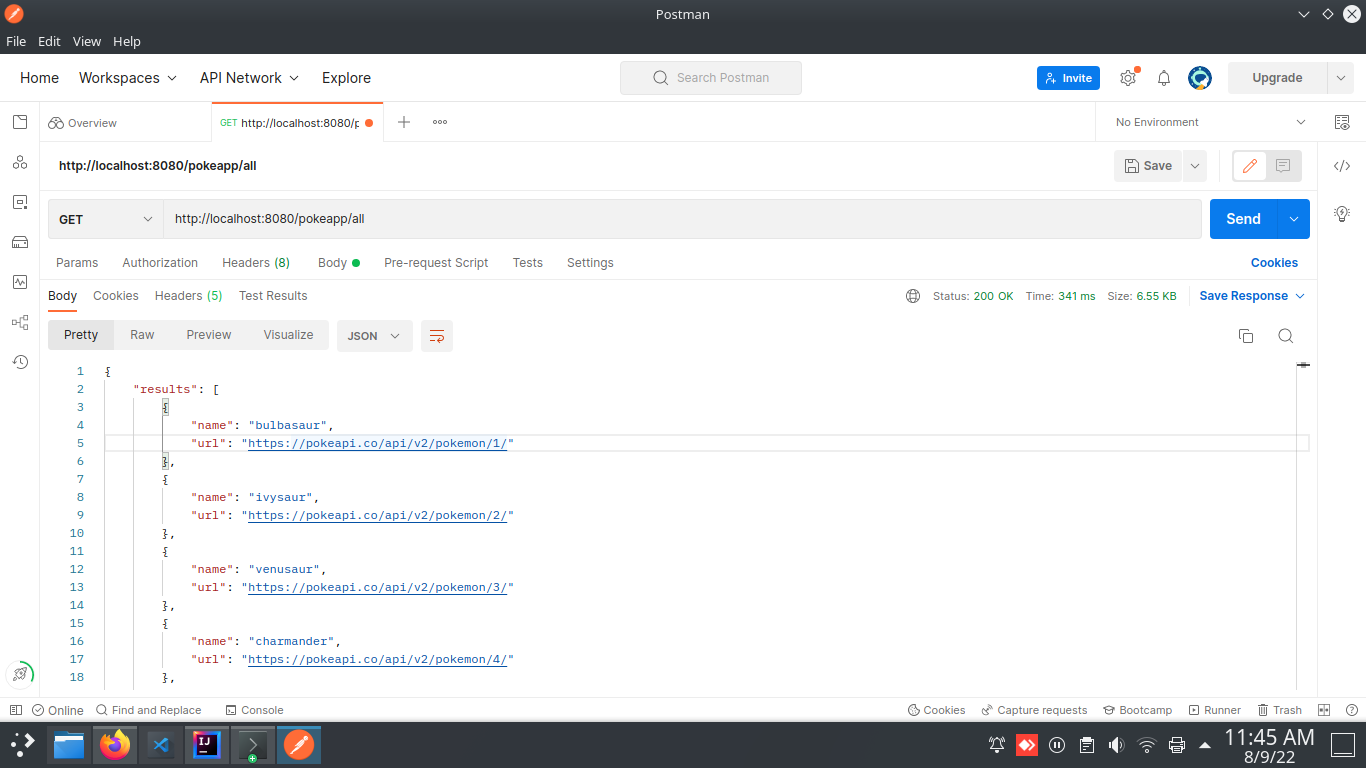 Postman
File Edit View Help
Home Workspaces API Network Explore Search Postman Invite Upgrade
Overview GET http://localhost:8080/p No Environment
http://localhost:8080/pokeapp/all Save
GET http://localhost:8080/pokeapp/all Send
Params Authorization Headers (8) Body Pre-request Script Tests Settings Cookies
Body Cookies Headers (5) Test Results Status: 200 OK Time: 341 ms Size: 6.55 KB Save Response
Pretty Raw Preview Visualize JSON
1 {
2 "results": [
3 {
4 "name": "bulbasaur",
5 "url": "https://pokeapi.co/api/v2/pokemon/1/"
6 },
7 {
8 "name": "ivysaur",
9 "url": "https://pokeapi.co/api/v2/pokemon/2/"
10 },
11 {
12 "name": "venusaur",
13 "url": "https://pokeapi.co/api/v2/pokemon/3/"
14 },
15 {
16 "name": "charmander",
17 "url": "https://pokeapi.co/api/v2/pokemon/4/"
18 },
Online Find and Replace Console Cookies Capture requests Bootcamp Runner Trash
IJ 11:45 AM
8/9/22